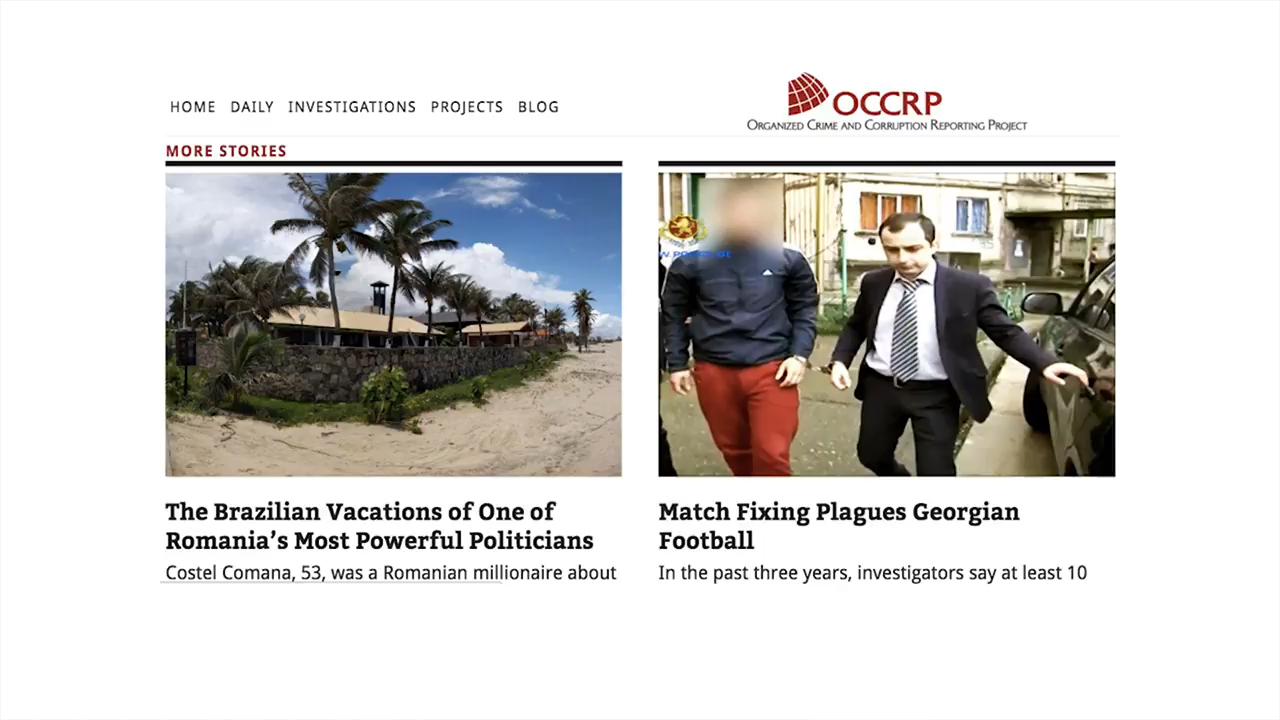 HOME DAILY INVESTIGATIONS PROJECTS BLOG
OCCRP
ORGANIZED CRIME AND CORRUPTION REPORTING PROJECT
MORE STORIES
The Brazilian Vacations of One of
Romania's Most Powerful Politicians
Costel Comana, 53, was a Romanian millionaire about
Match Fixing Plagues Georgian
Football
In the past three years, investigators say at least 10